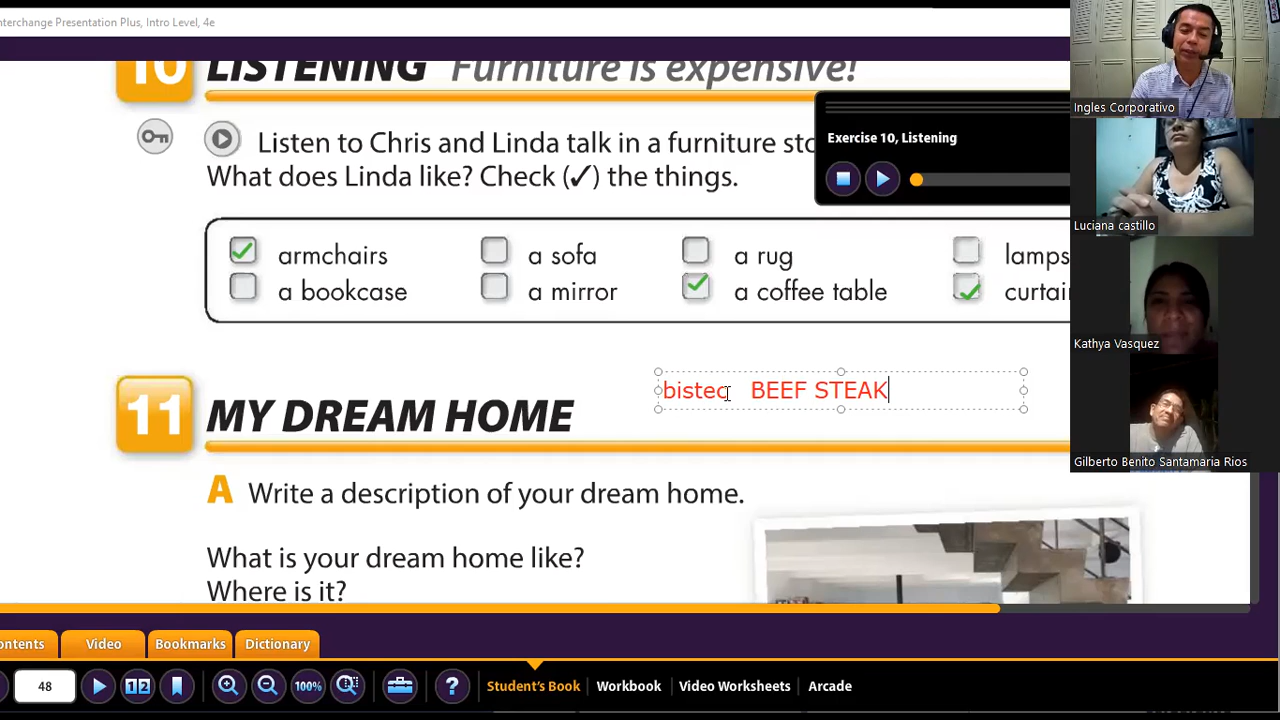 nterchange Presentation Plus, Intro Level, 4e
10 LISTENING Furniture is expensive!
Listen to Chris and Linda talk in a furniture sto
What does Linda like? Check (✓) the things.
Exercise 10, Listening
armchairs a sofa a rug lamps
a bookcase a mirror a coffee table curtain
bistec BEEF STEAK
11 MY DREAM HOME
A Write a description of your dream home.
What is your dream home like?
Where is it?
Ingles Corporativo
Luciana castillo
Kathya Vasquez
Gilberto Benito Santamaria Rios
ontents Video Bookmarks Dictionary
48 12 100% ? Student's Book Workbook Video Worksheets Arcade